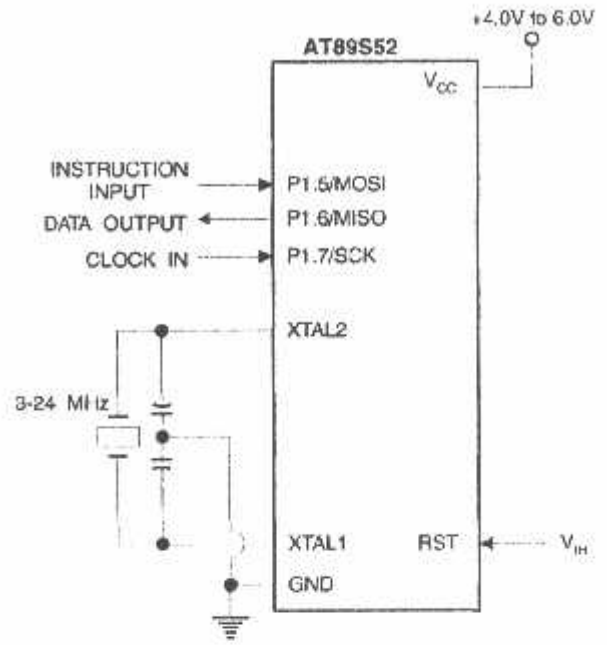 +4.0V to 6.0V
AT89S52
VCC
INSTRUCTION
INPUT
P1.5/MOSI
DATA OUTPUT
P1.6/MISO
CLOCK IN
P1.7/SCK
XTAL2
3-24 MHz
XTAL1
RST
VIH
GND